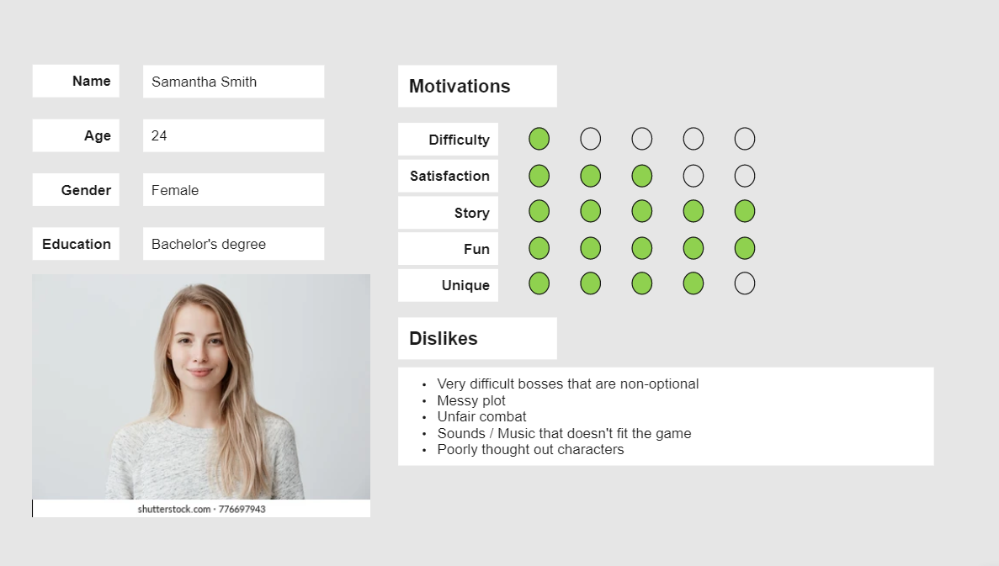 Name
Samantha Smith
Age
24
Gender
Female
Education
Bachelor's degree
shutterstock.com · 776697943
Motivations
Difficulty
Satisfaction
Story
Fun
Unique
Dislikes
• Very difficult bosses that are non-optional
• Messy plot
• Unfair combat
• Sounds / Music that doesn't fit the game
• Poorly thought out characters